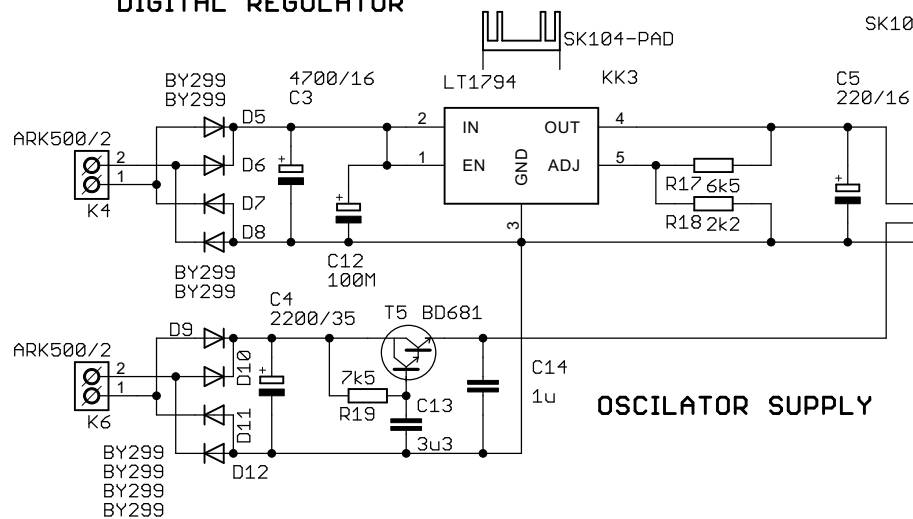 DIGITAL REGULATOR
SK10
SK104-PAD
BY299
BY299
4700/16
C3
LT1794
KK3
C5
220/16
ARK500/2
D5
2
IN
OUT
4
2
1
K4
D6
1
EN
GND
ADJ
5
R17
6k5
D7
R18
2k2
D8
3
BY299
BY299
C12
100M
C4
2200/35
T5
BD681
D9
ARK500/2
2
1
K6
D10
7k5
R19
C14
1u
C13
3u3
OSCILATOR SUPPLY
D11
D12
BY299
BY299
BY299
BY299